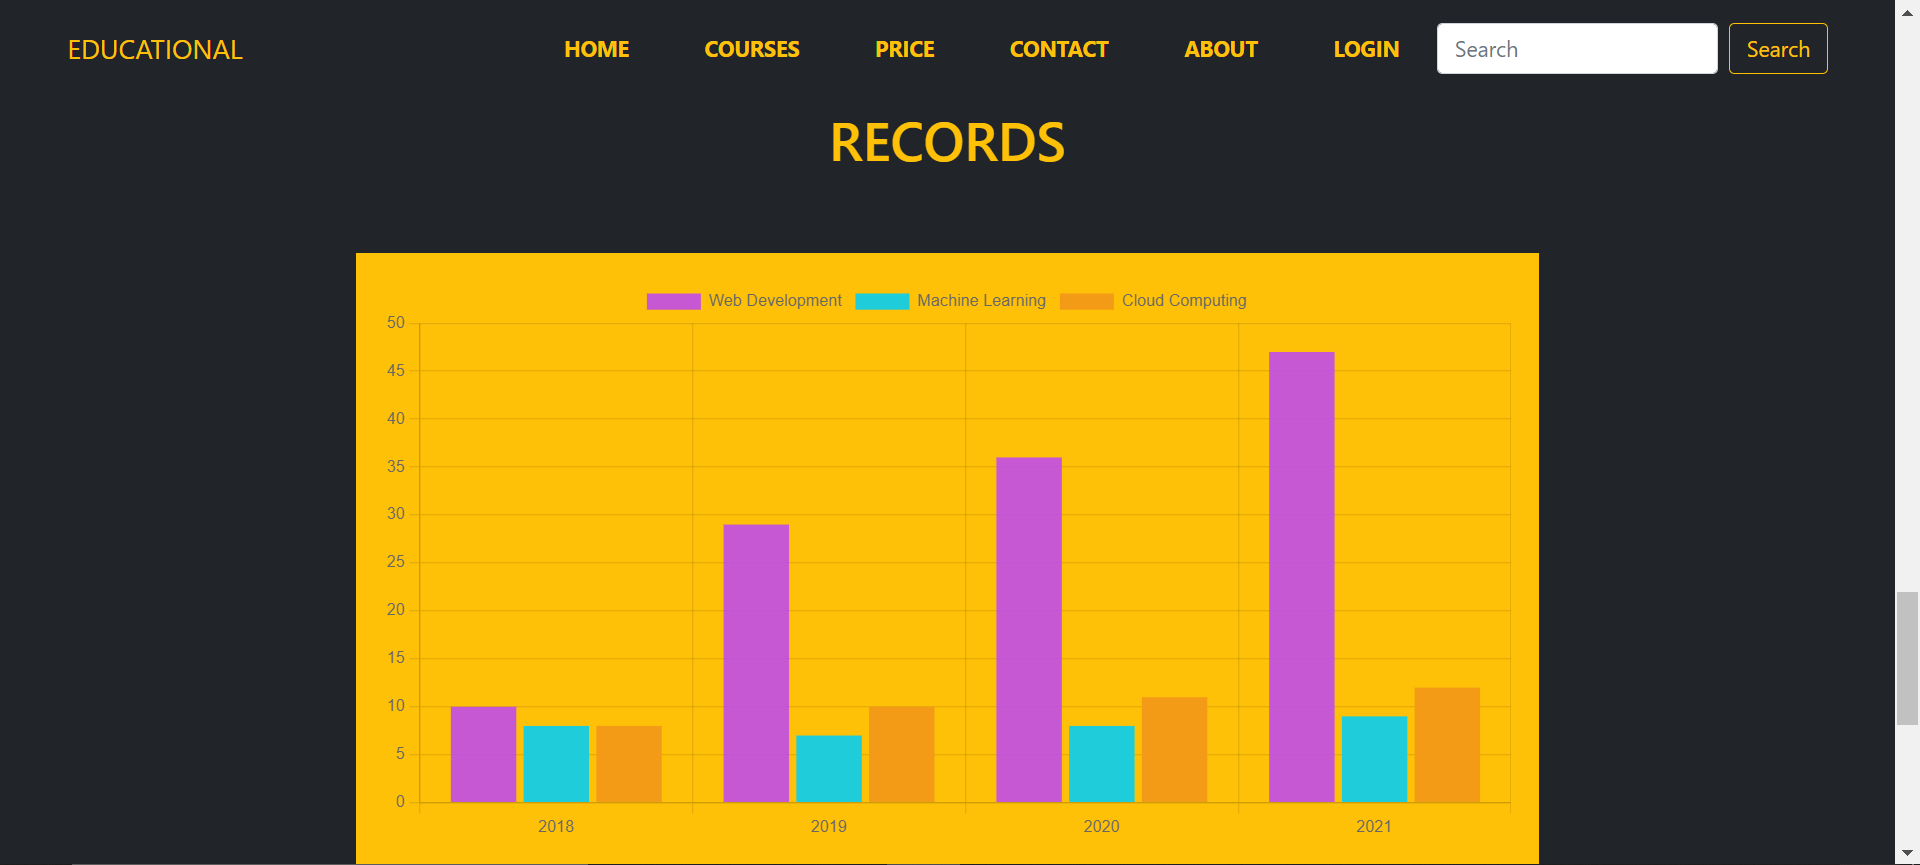 EDUCATIONAL HOME COURSES PRICE CONTACT ABOUT LOGIN Search Search
RECORDS
Web Development Machine Learning Cloud Computing
50
45
40
35
30
25
20
15
10
5
0
2018 2019 2020 2021